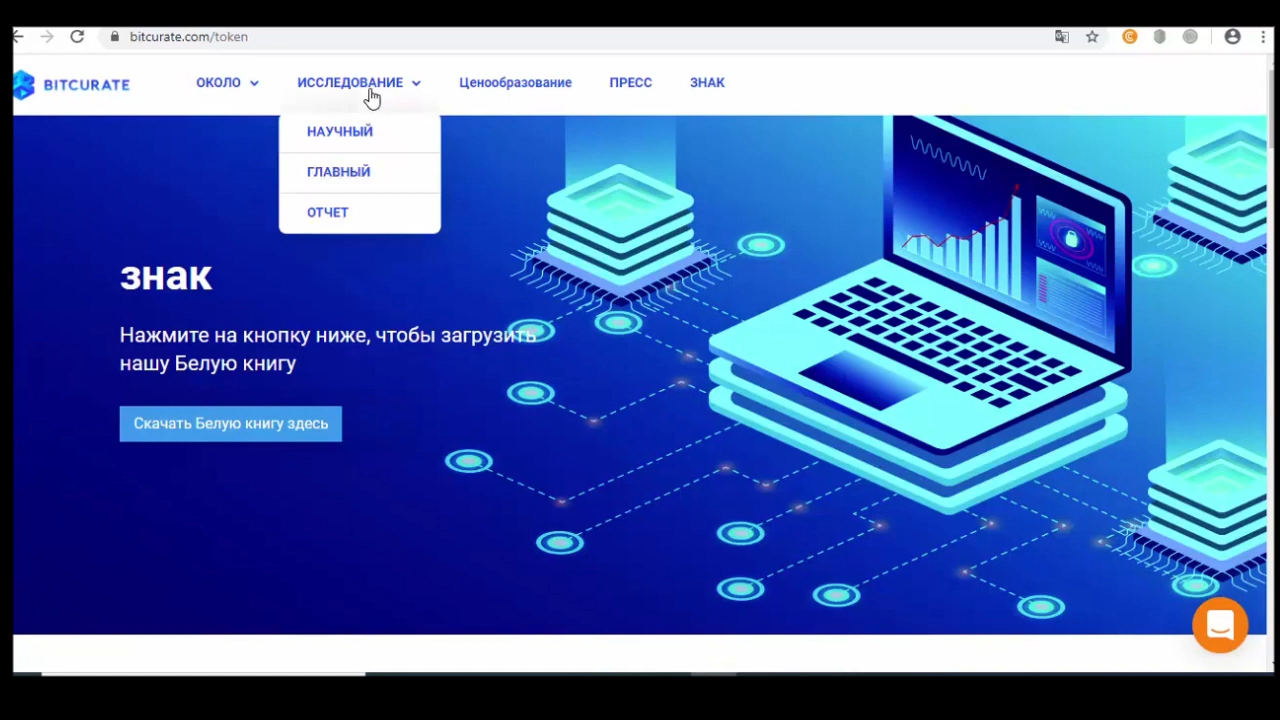 bitcurate.com/token
BITCURATE
ОКОЛО
ИССЛЕДОВАНИЕ
Ценообразование
ПРЕСС
ЗНАК
НАУЧНЫЙ
ГЛАВНЫЙ
ОТЧЕТ
знак
Нажмите на кнопку ниже, чтобы загрузить
нашу Белую книгу
Скачать Белую книгу здесь